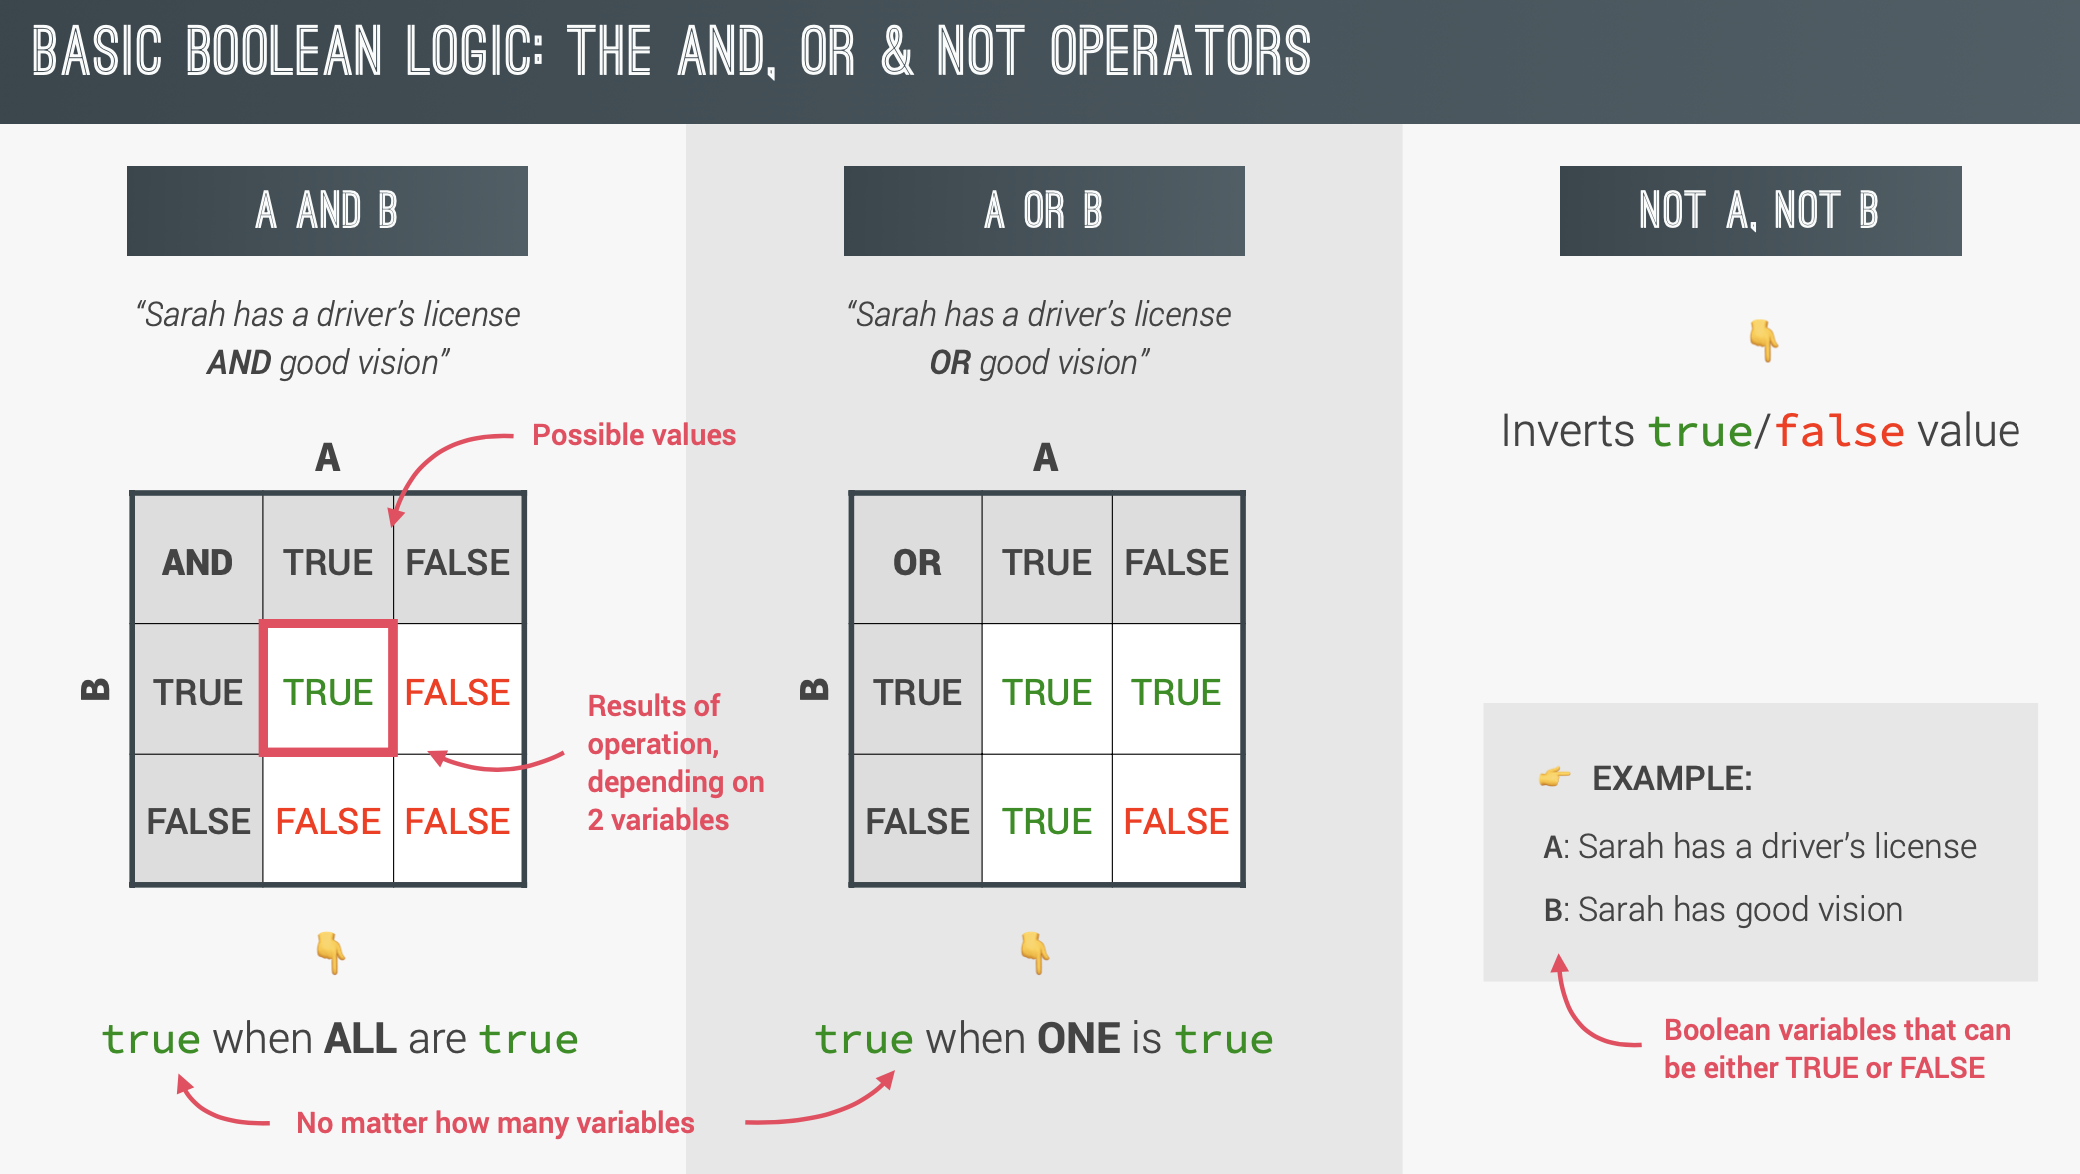 BASIC BOOLEAN LOGIC: THE AND, OR & NOT OPERATORS
A AND B
“Sarah has a driver’s license
AND good vision”
Possible values
A
AND TRUE FALSE
B
TRUE TRUE FALSE
FALSE FALSE FALSE
Results of
operation,
depending on
2 variables
true when ALL are true
No matter how many variables
A OR B
“Sarah has a driver’s license
OR good vision”
A
OR TRUE FALSE
B
TRUE TRUE TRUE
FALSE TRUE FALSE
true when ONE is true
NOT A, NOT B
Inverts true/false value
EXAMPLE:
A: Sarah has a driver’s license
B: Sarah has good vision
Boolean variables that can
be either TRUE or FALSE